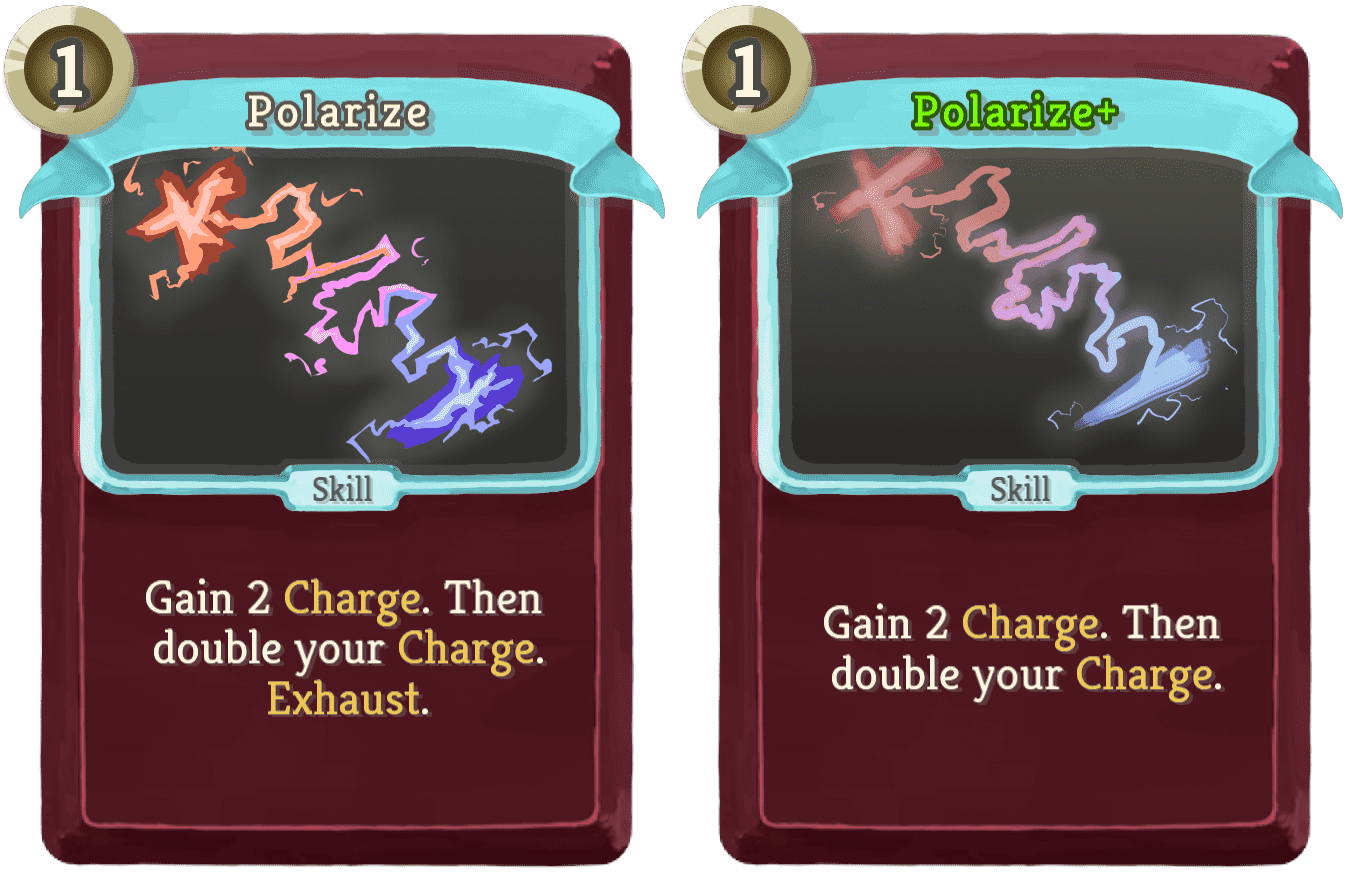 1
Polarize
Skill
Gain 2 Charge. Then
double your Charge.
Exhaust.
1
Polarize+
Skill
Gain 2 Charge. Then
double your Charge.